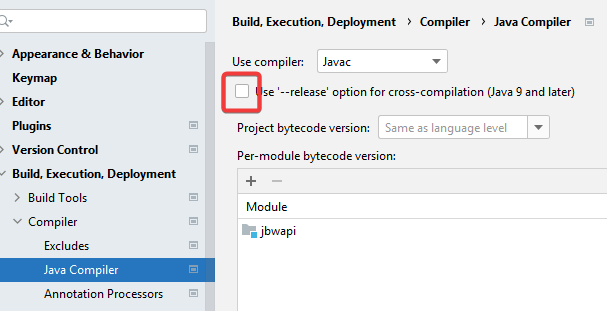 Appearance & Behavior
Keymap
Editor
Plugins
Version Control
Build, Execution, Deployment
Build Tools
Compiler
Excludes
Java Compiler
Annotation Processors
Build, Execution, Deployment › Compiler › Java Compiler
Use compiler: Javac
Use '--release' option for cross-compilation (Java 9 and later)
Project bytecode version: Same as language level
Per-module bytecode version:
Module
jbwapi